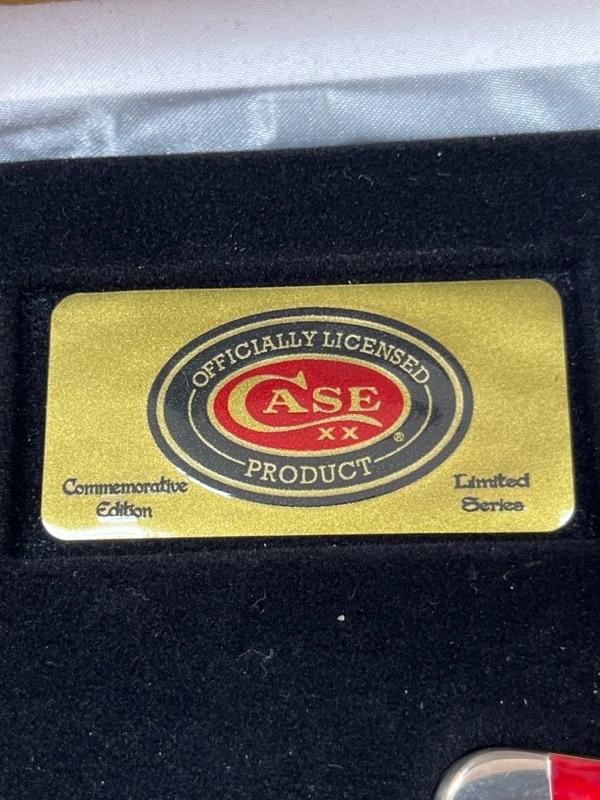 OFFICIALLY LICENSED
CASE
XX
®
PRODUCT
Commemorative
Edition
Limited
Series